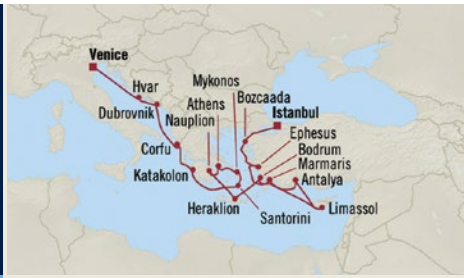 Venice
Hvar
Dubrovnik
Mykonos
Bozcaada
Athens
Istanbul
Nauplion
Ephesus
Corfu
Bodrum
Marmaris
Katakolon
Antalya
Heraklion
Limassol
Santorini